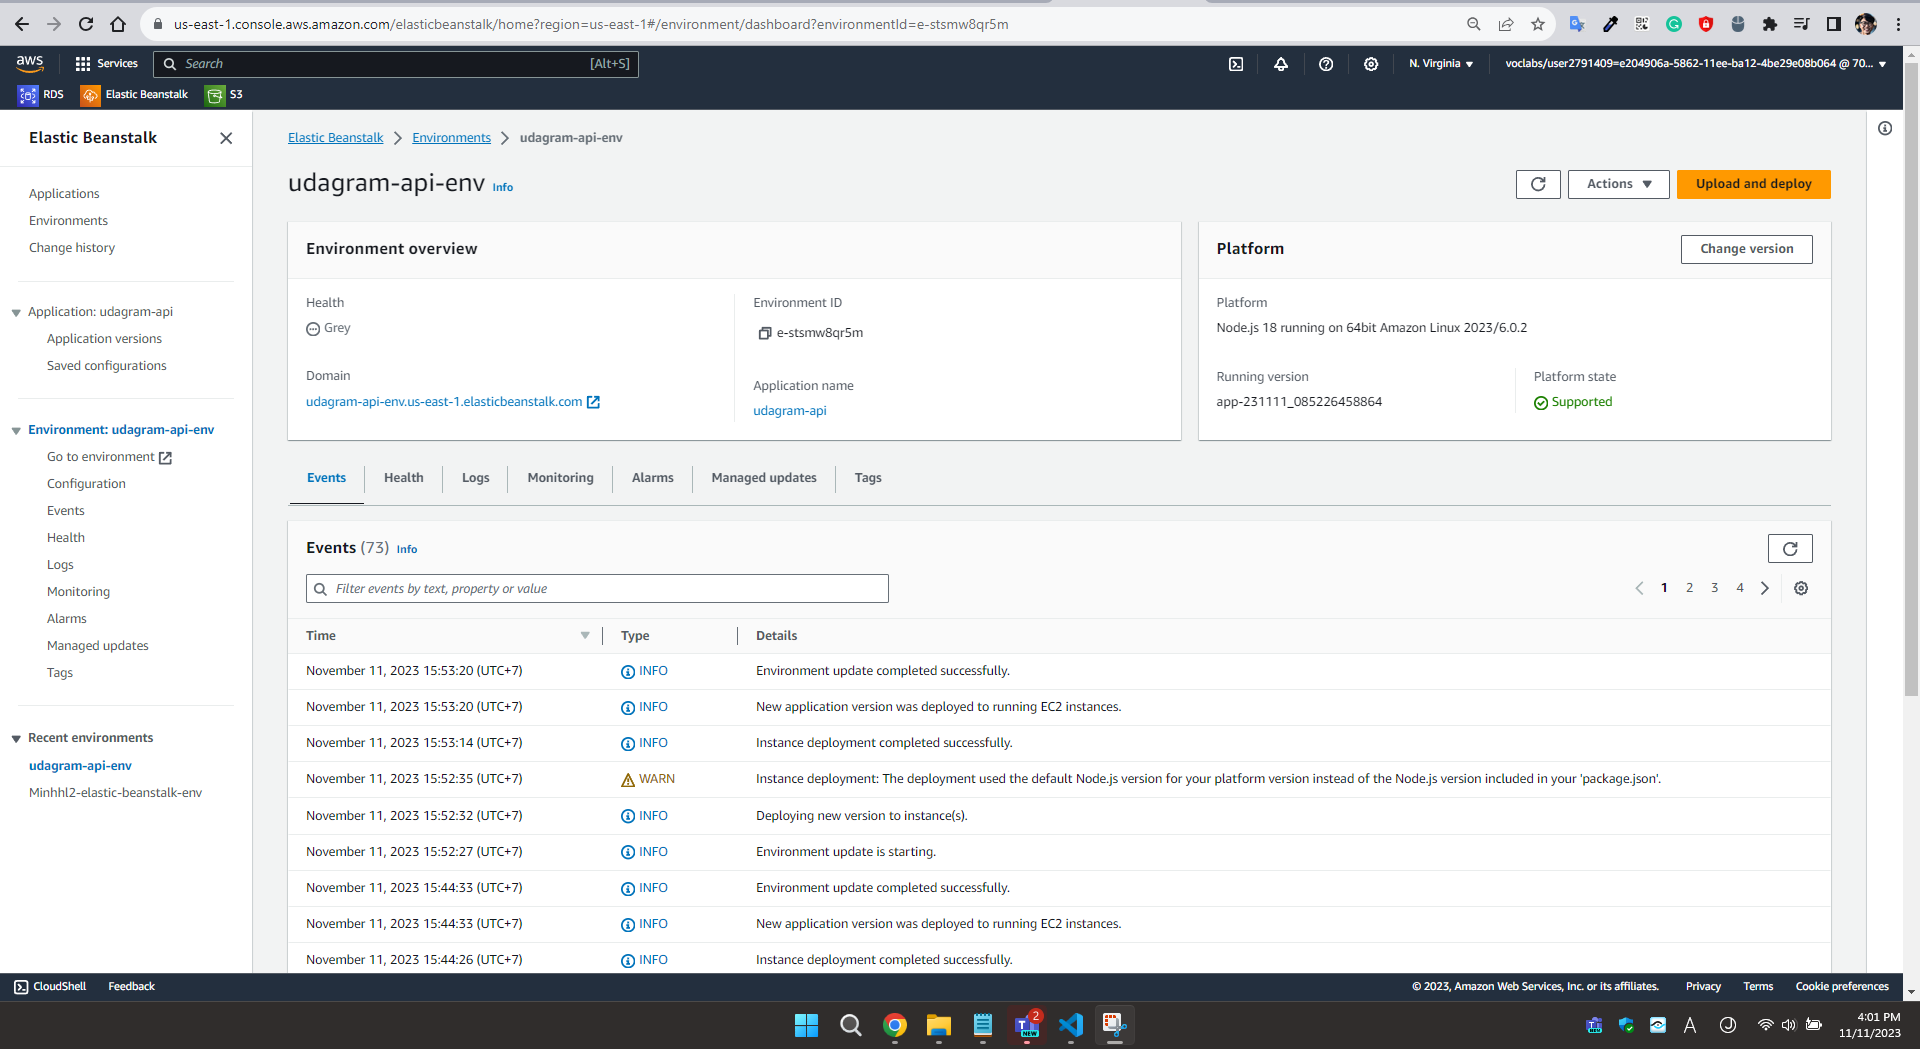 us-east-1.console.aws.amazon.com/elasticbeanstalk/home?region=us-east-1#/environment/dashboard?environmentId=e-stsmw8qr5m
aws
Services
Search
[Alt+S]
N. Virginia
voclabs/user2791409=e204906a-5862-11ee-ba12-4be29e08b064 @ 70...
RDS
Elastic Beanstalk
S3
Elastic Beanstalk
Applications
Environments
Change history
Application: udagram-api
Application versions
Saved configurations
Environment: udagram-api-env
Go to environment
Configuration
Events
Health
Logs
Monitoring
Alarms
Managed updates
Tags
Recent environments
udagram-api-env
Minhhl2-elastic-beanstalk-env
Elastic Beanstalk > Environments > udagram-api-env
udagram-api-env Info
Actions
Upload and deploy
Environment overview
Health
Grey
Domain
udagram-api-env.us-east-1.elasticbeanstalk.com
Environment ID
e-stsmw8qr5m
Application name
udagram-api
Platform
Change version
Platform
Node.js 18 running on 64bit Amazon Linux 2023/6.0.2
Running version
app-231111_085226458864
Platform state
Supported
Events
Health
Logs
Monitoring
Alarms
Managed updates
Tags
Events (73) Info
Filter events by text, property or value
1 2 3 4
Time Type Details
November 11, 2023 15:53:20 (UTC+7) INFO Environment update completed successfully.
November 11, 2023 15:53:20 (UTC+7) INFO New application version was deployed to running EC2 instances.
November 11, 2023 15:53:14 (UTC+7) INFO Instance deployment completed successfully.
November 11, 2023 15:52:35 (UTC+7) WARN Instance deployment: The deployment used the default Node.js version for your platform version instead of the Node.js version included in your 'package.json'.
November 11, 2023 15:52:32 (UTC+7) INFO Deploying new version to instance(s).
November 11, 2023 15:52:27 (UTC+7) INFO Environment update is starting.
November 11, 2023 15:44:33 (UTC+7) INFO Environment update completed successfully.
November 11, 2023 15:44:33 (UTC+7) INFO New application version was deployed to running EC2 instances.
November 11, 2023 15:44:26 (UTC+7) INFO Instance deployment completed successfully.
CloudShell
Feedback
© 2023, Amazon Web Services, Inc. or its affiliates.
Privacy
Terms
Cookie preferences
2
NEW
A
4:01 PM
11/11/2023